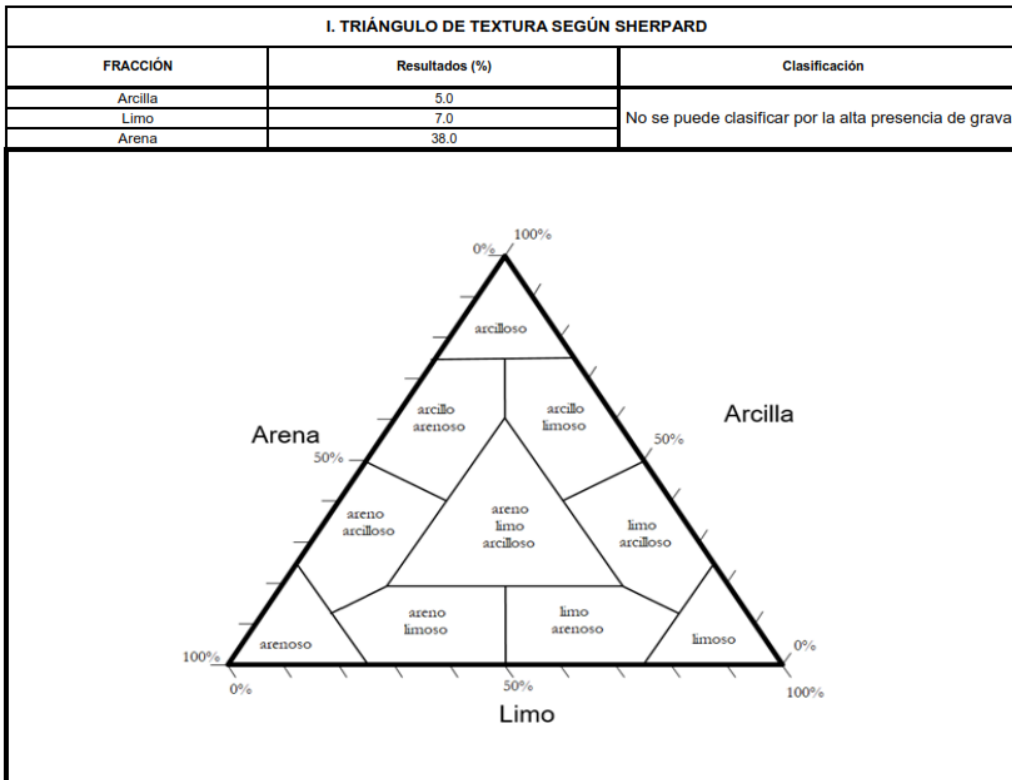 I. TRIÁNGULO DE TEXTURA SEGÚN SHERPARD
FRACCIÓN Resultados (%) Clasificación
Arcilla 5.0
Limo 7.0
Arena 38.0
No se puede clasificar por la alta presencia de grava
0% 100%
arcilloso
arcillo
arenoso
arcillo
limoso
Arena
Arcilla
50%
50%
areno
arcilloso
areno
limo
arcilloso
limo
arcilloso
arenoso
areno
limoso
limo
arenoso
limoso
100%
0%
0%
50%
100%
Limo